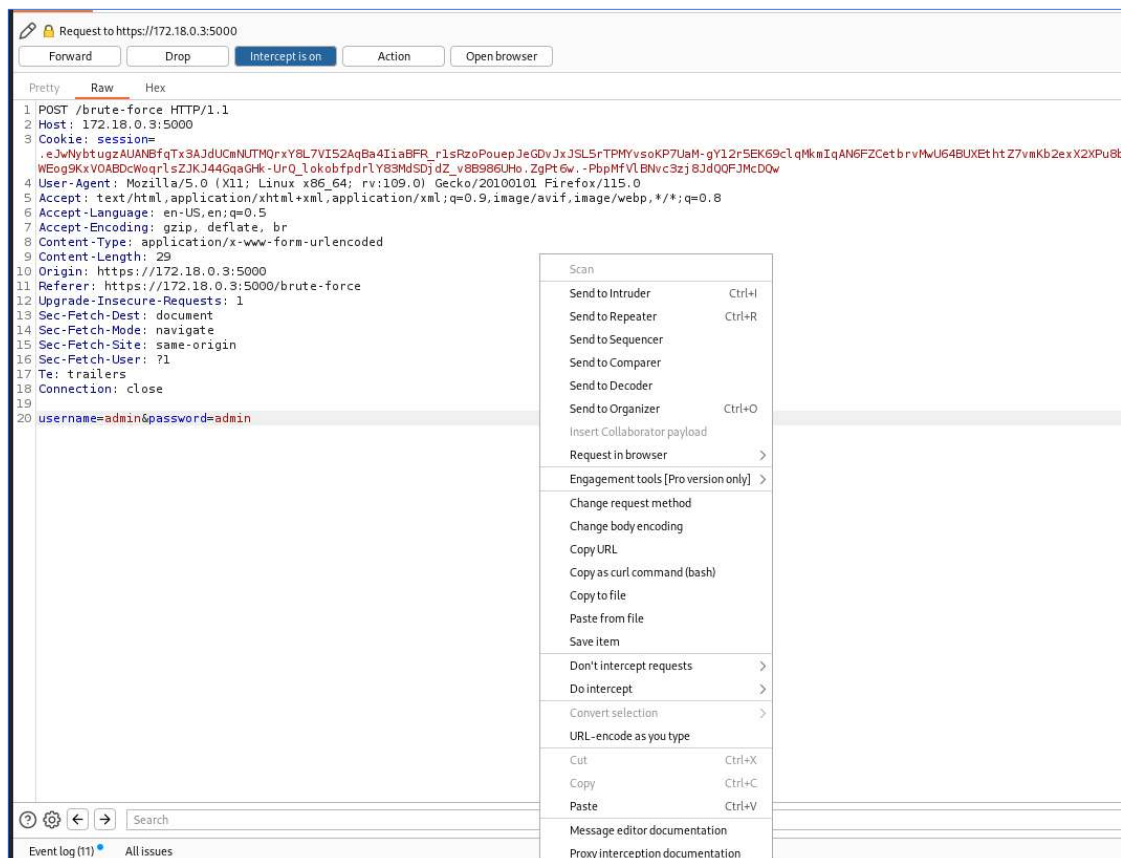 Request to https://172.18.0.3:5000
Forward Drop Intercept is on Action Open browser
Pretty Raw Hex
1 POST /brute-force HTTP/1.1
2 Host: 172.18.0.3:5000
3 Cookie: session=
4 User-Agent: Mozilla/5.0 (X11; Linux x86_64; rv:109.0) Gecko/20100101 Firefox/115.0
5 Accept: text/html,application/xhtml+xml,application/xml;q=0.9,image/avif,image/webp,*/*;q=0.8
6 Accept-Language: en-US,en;q=0.5
7 Accept-Encoding: gzip, deflate, br
8 Content-Type: application/x-www-form-urlencoded
9 Content-Length: 29
10 Origin: https://172.18.0.3:5000
11 Referer: https://172.18.0.3:5000/brute-force
12 Upgrade-Insecure-Requests: 1
13 Sec-Fetch-Dest: document
14 Sec-Fetch-Mode: navigate
15 Sec-Fetch-Site: same-origin
16 Sec-Fetch-User: ?1
17 Te: trailers
18 Connection: close
19
20 username=admin&password=admin
Scan
Send to Intruder Ctrl+I
Send to Repeater Ctrl+R
Send to Sequencer
Send to Comparer
Send to Decoder
Send to Organizer Ctrl+O
Insert Collaborator payload
Request in browser
Engagement tools [Pro version only]
Change request method
Change body encoding
Copy URL
Copy as curl command (bash)
Copy to file
Paste from file
Save item
Don't intercept requests
Do intercept
Convert selection
URL-encode as you type
Cut Ctrl+X
Copy Ctrl+C
Paste Ctrl+V
Message editor documentation
Proxy interception documentation
Search
Event log (11) All issues